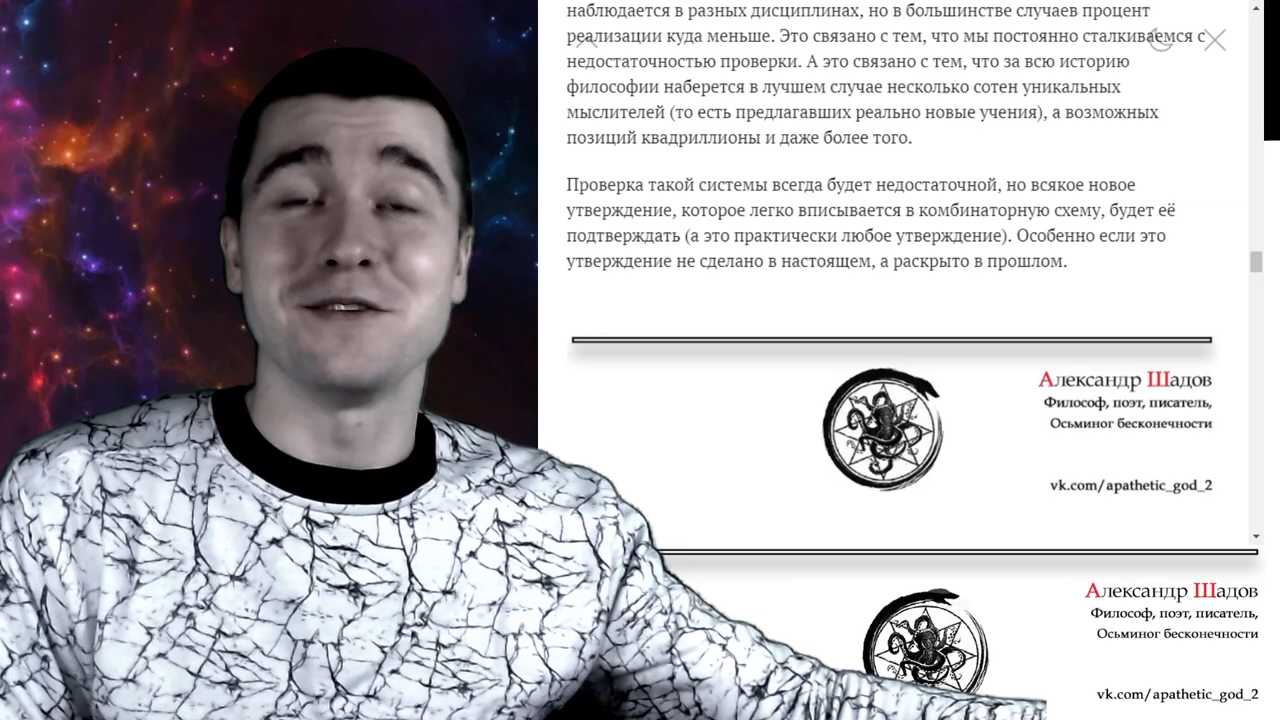 наблюдается в разных дисциплинах, но в большинстве случаев процент
реализации куда меньше. Это связано с тем, что мы постоянно сталкиваемся с
недостаточностью проверки. А это связано с тем, что за всю историю
философии наберется в лучшем случае несколько сотен уникальных
мыслителей (то есть предлагавших реально новые учения), а возможных
позиций квадриллионы и даже более того.
Проверка такой системы всегда будет недостаточной, но всякое новое
утверждение, которое легко вписывается в комбинаторную схему, будет её
подтверждать (а это практически любое утверждение). Особенно если это
утверждение не сделано в настоящем, а раскрыто в прошлом.
Александр Шадов
Философ, поэт, писатель,
Осьминог бесконечности
vk.com/apathetic_god_2
Александр Шадов
Философ, поэт, писатель,
Осьминог бесконечности
vk.com/apathetic_god_2